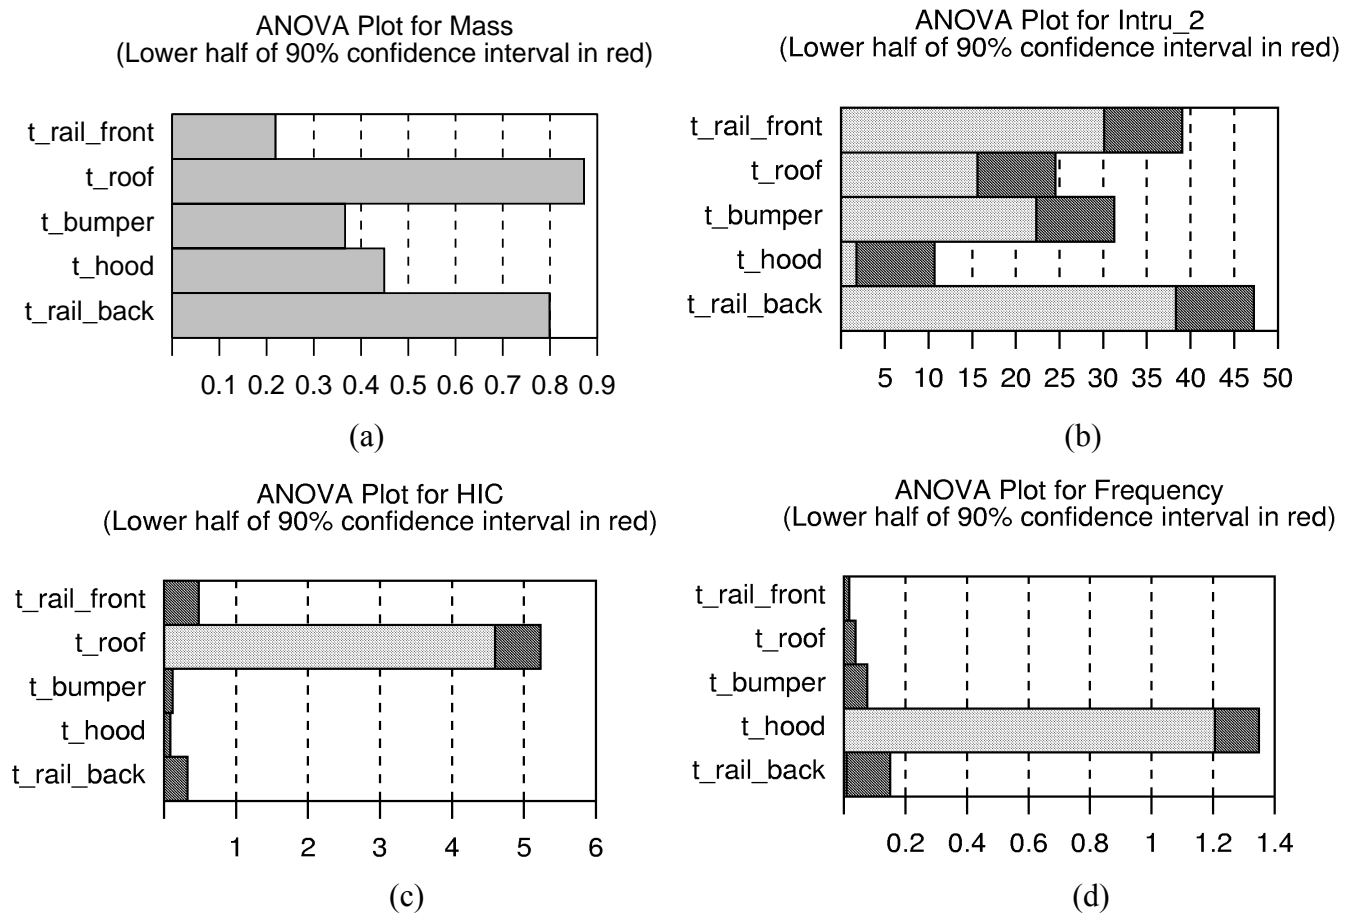 ANOVA Plot for Mass
(Lower half of 90% confidence interval in red)
t_rail_front
t_roof
t_bumper
t_hood
t_rail_back
0.1 0.2 0.3 0.4 0.5 0.6 0.7 0.8 0.9
(a)
ANOVA Plot for Intru_2
(Lower half of 90% confidence interval in red)
t_rail_front
t_roof
t_bumper
t_hood
t_rail_back
5 10 15 20 25 30 35 40 45 50
(b)
ANOVA Plot for HIC
(Lower half of 90% confidence interval in red)
t_rail_front
t_roof
t_bumper
t_hood
t_rail_back
1 2 3 4 5 6
(c)
ANOVA Plot for Frequency
(Lower half of 90% confidence interval in red)
t_rail_front
t_roof
t_bumper
t_hood
t_rail_back
0.2 0.4 0.6 0.8 1 1.2 1.4
(d)